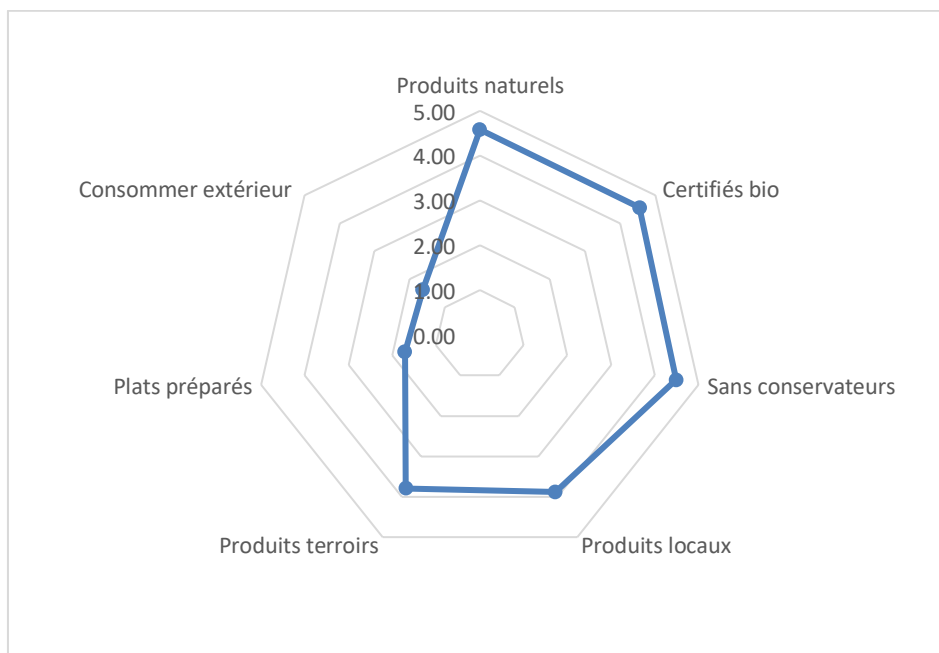 Produits naturels
5.00
4.00
Consommer extérieur
Certifiés bio
3.00
2.00
1.00
0.00
Plats préparés
Sans conservateurs
Produits terroirs
Produits locaux